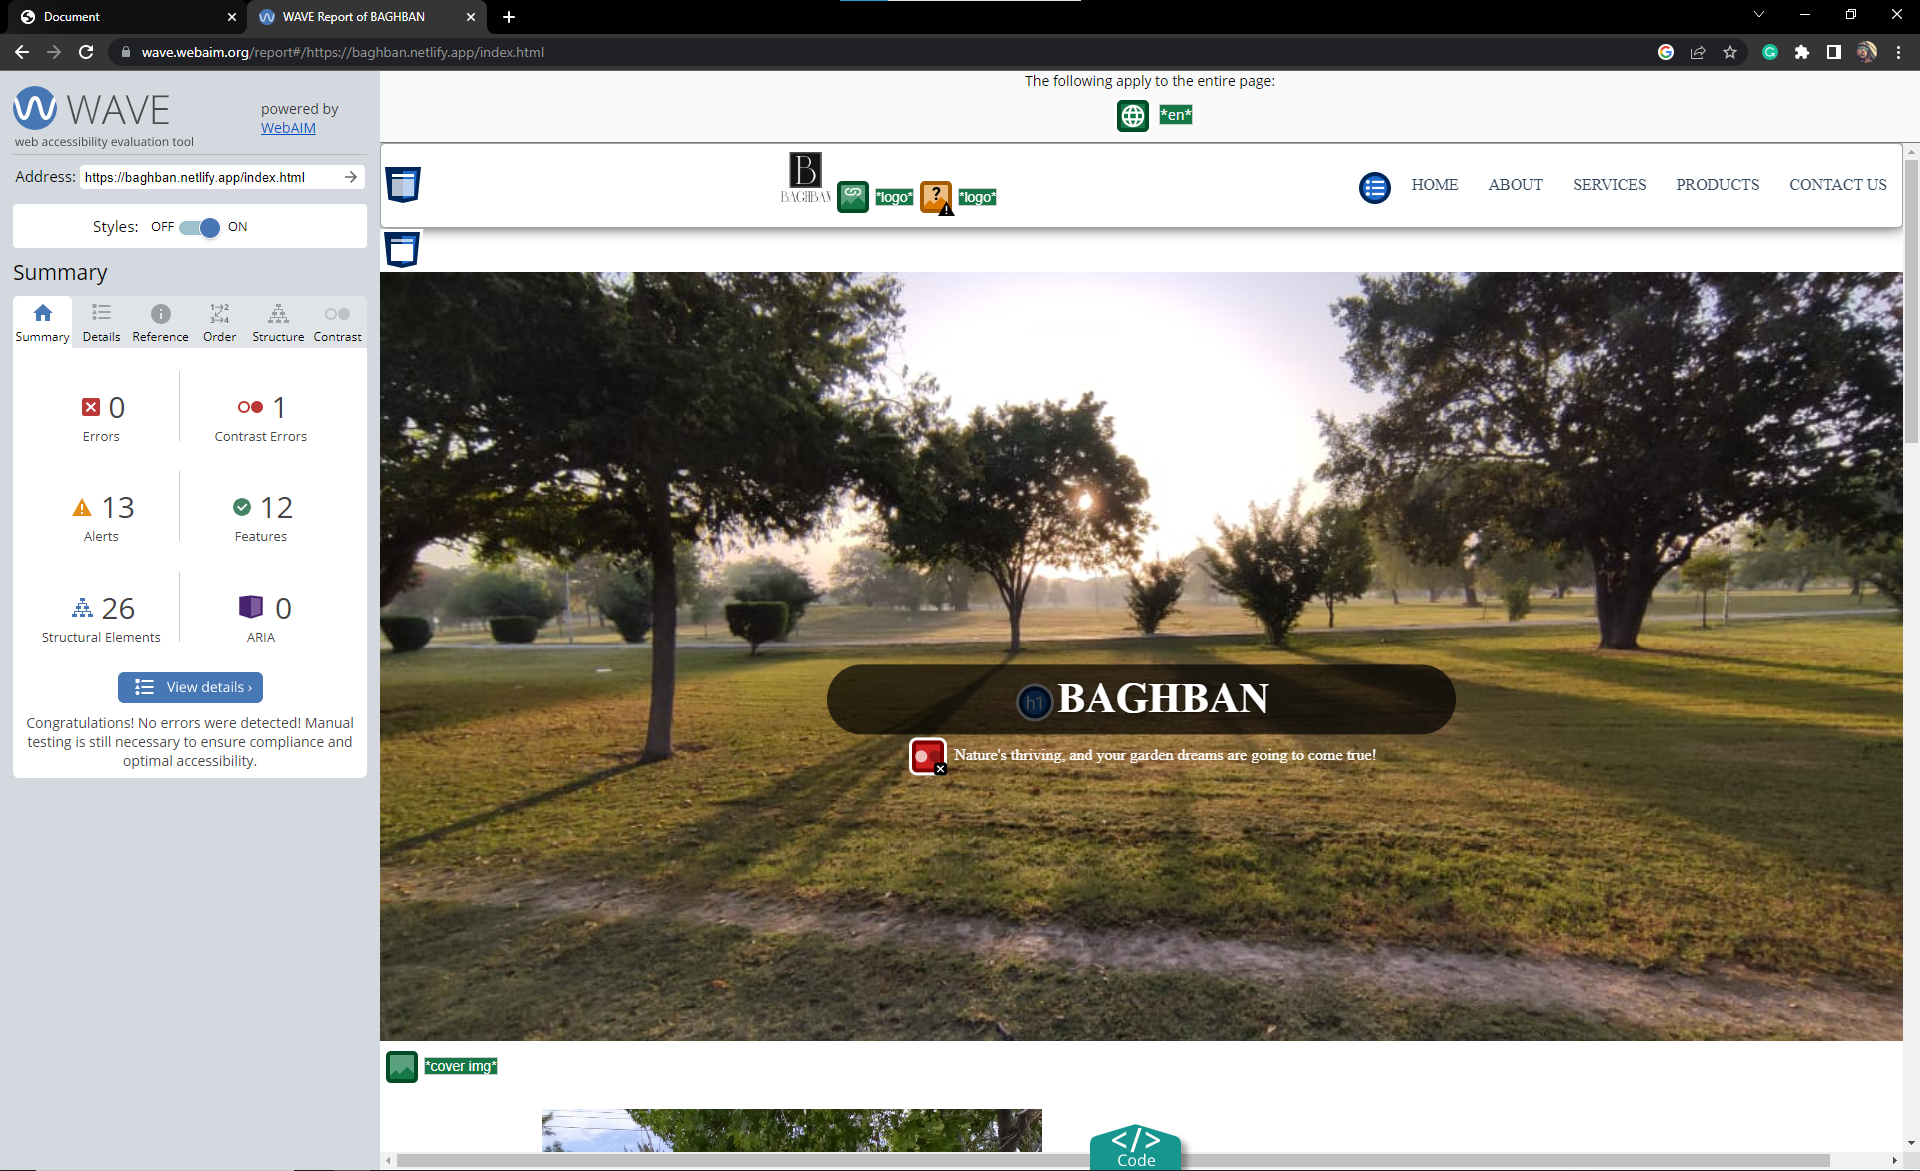 Document
WAVE Report of BAGHBAN
wave.webaim.org/report#/https://baghban.netlify.app/index.html
WAVE
web accessibility evaluation tool
powered by
WebAIM
Address: https://baghban.netlify.app/index.html
Styles: OFF ON
Summary
Summary Details Reference Order Structure Contrast
0
Errors
1
Contrast Errors
13
Alerts
12
Features
26
Structural Elements
0
ARIA
View details ›
Congratulations! No errors were detected! Manual
testing is still necessary to ensure compliance and
optimal accessibility.
The following apply to the entire page:
*en*
B
BAGHBAN
*logo* ? *logo*
HOME ABOUT SERVICES PRODUCTS CONTACT US
h1 BAGHBAN
Nature's thriving, and your garden dreams are going to come true!
*cover img*
</>
Code